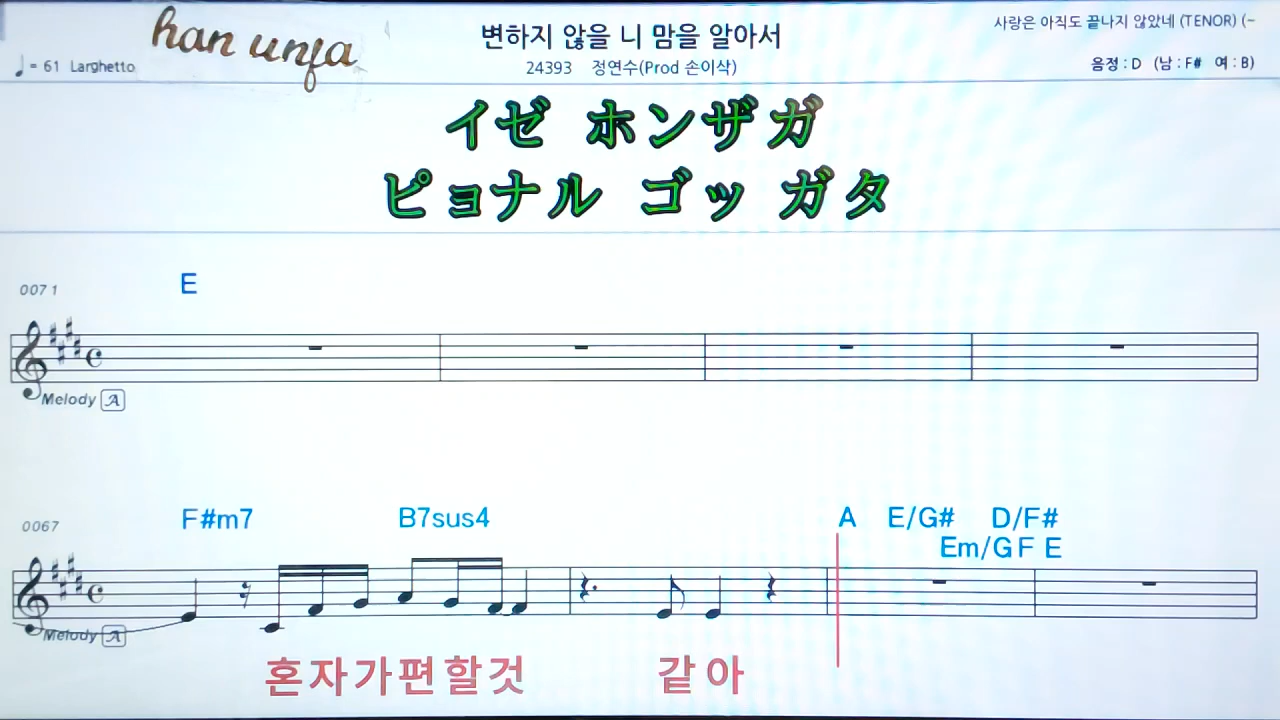 han unja
변하지 않을 니 맘을 알아서
사랑은 아직도 끝나지 않았네 (TENOR) (-
♩ = 61 Larghetto
24393 정연수(Prod 손이삭)
음정 : D (남 : F# 여 : B)
イゼ ホンザガ
ピョナル ゴッ ガタ
0071
E
Melody A
0067
F#m7 B7sus4 A E/G# D/F#
Em/G F E
Melody A
혼자가편할것 같아